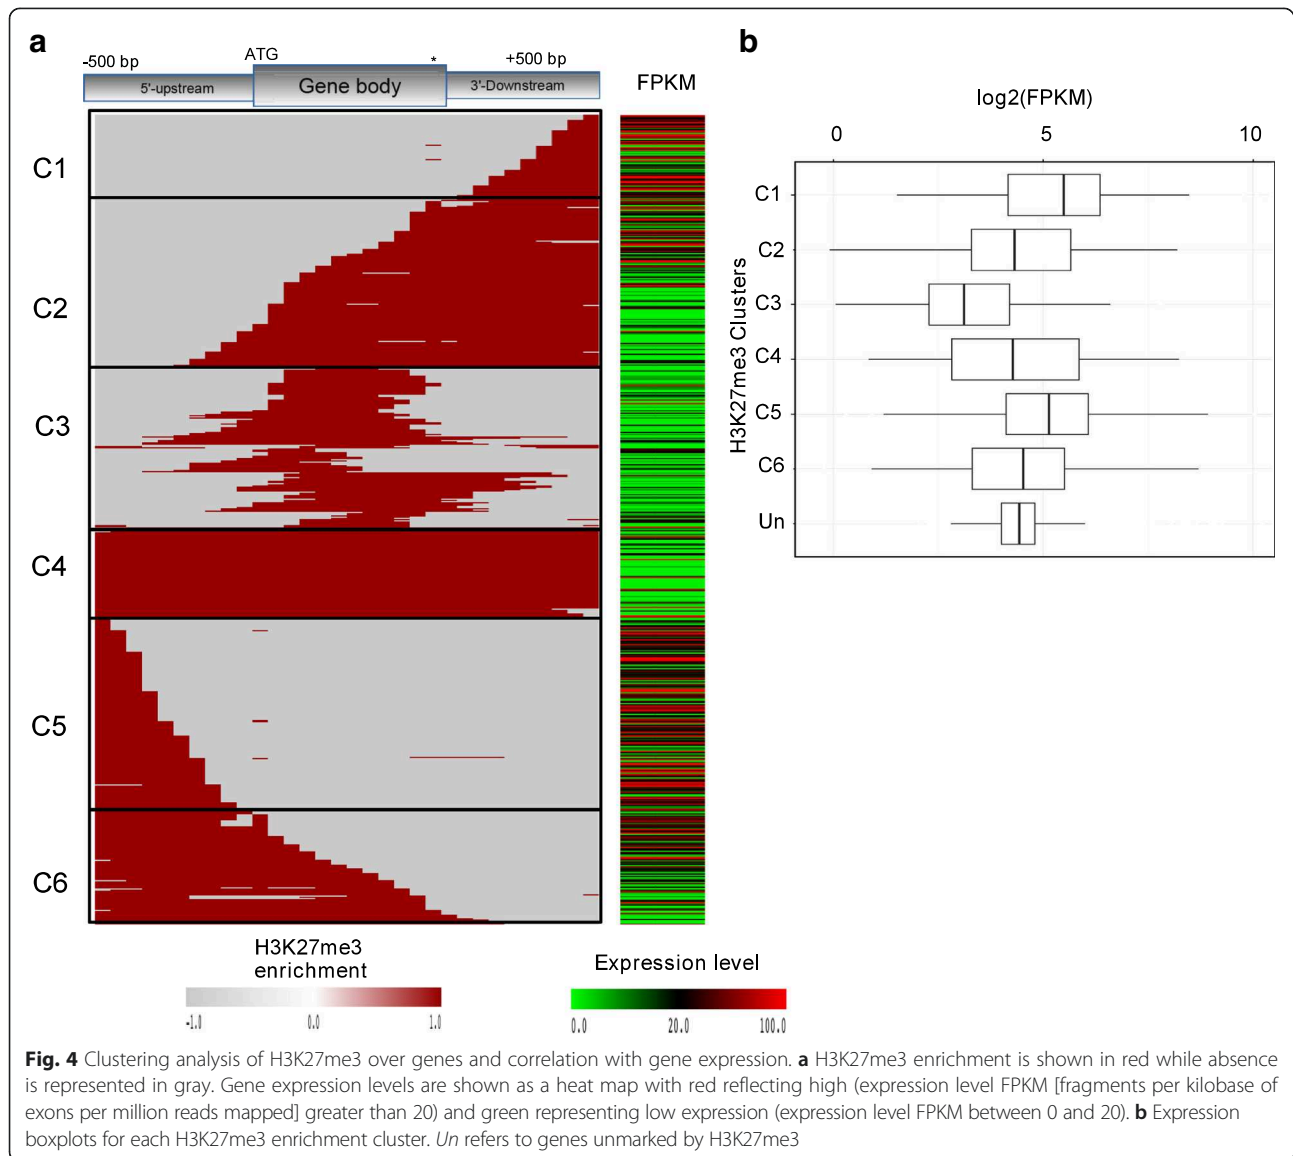 a
-500 bp
ATG
*
+500 bp
5'-upstream
Gene body
3'-Downstream
FPKM
C1
C2
C3
C4
C5
C6
H3K27me3
enrichment
-1.0
0.0
1.0
Expression level
0.0
20.0
100.0
b
log2(FPKM)
0
5
10
H3K27me3 Clusters
C1
C2
C3
C4
C5
C6
Un
Fig. 4 Clustering analysis of H3K27me3 over genes and correlation with gene expression. a H3K27me3 enrichment is shown in red while absence
is represented in gray. Gene expression levels are shown as a heat map with red reflecting high (expression level FPKM [fragments per kilobase of
exons per million reads mapped] greater than 20) and green representing low expression (expression level FPKM between 0 and 20). b Expression
boxplots for each H3K27me3 enrichment cluster. Un refers to genes unmarked by H3K27me3